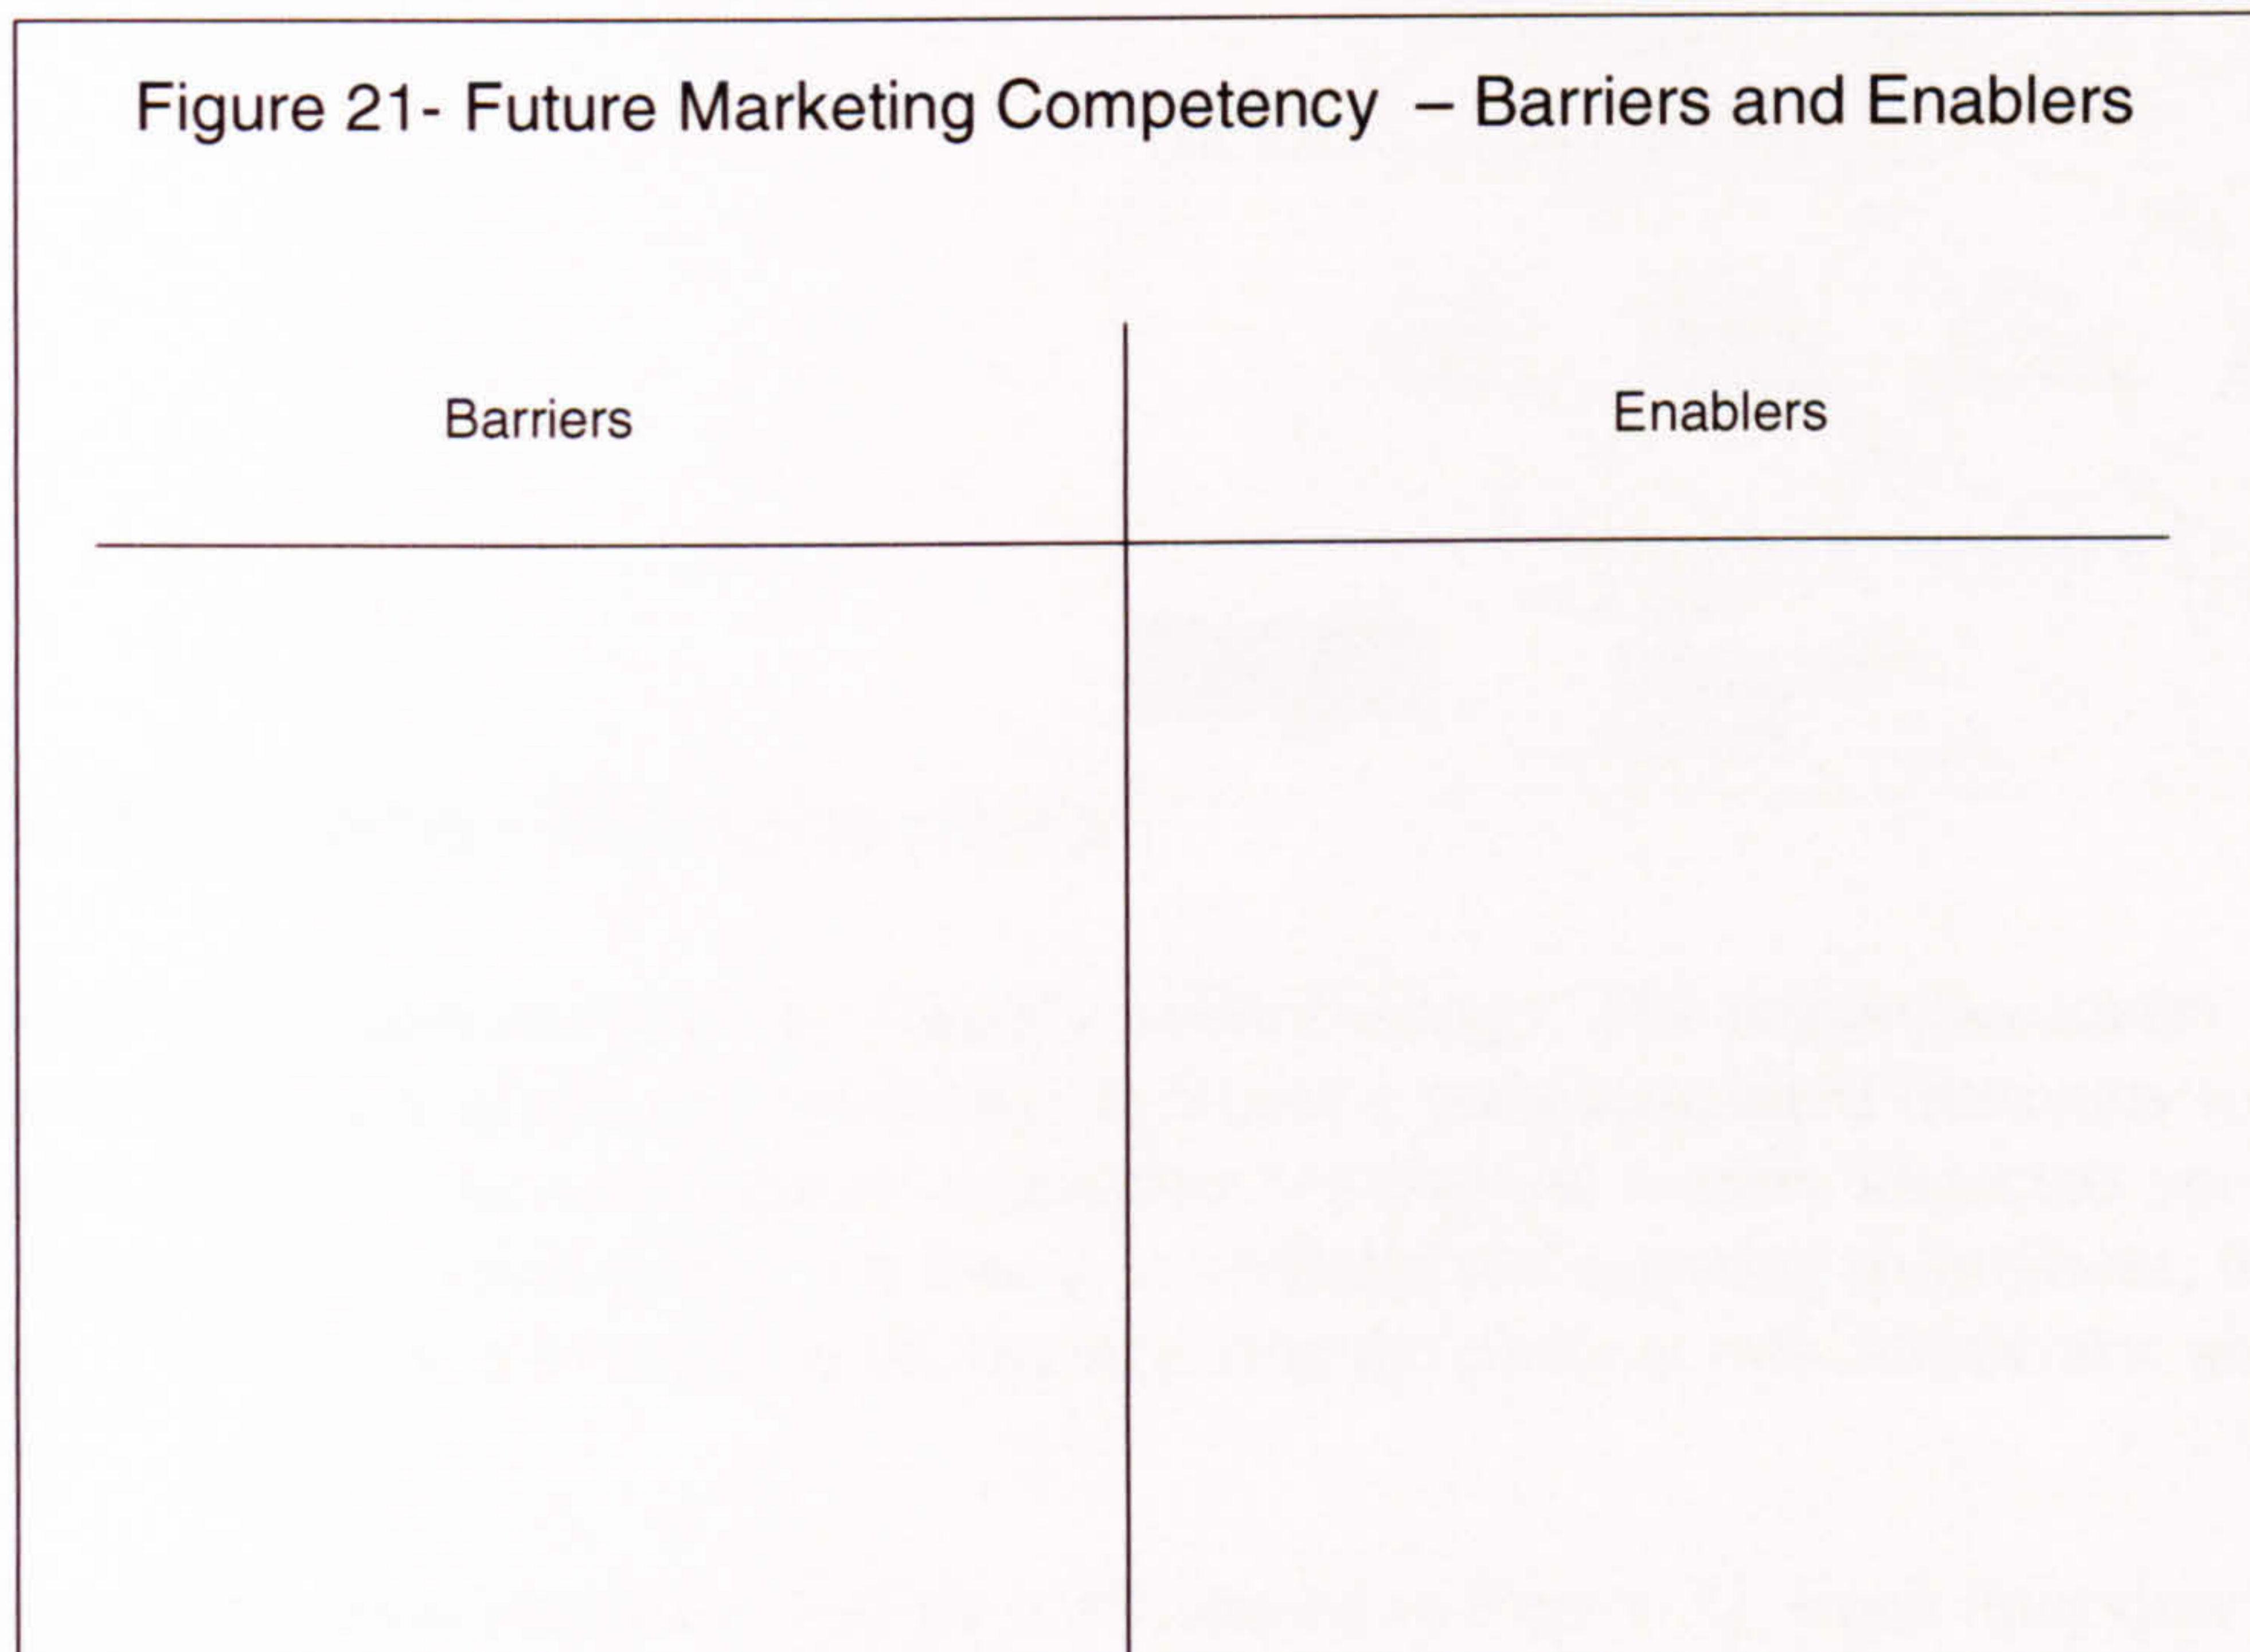 Figure 21- Future Marketing Competency – Barriers and Enablers
Barriers
Enablers